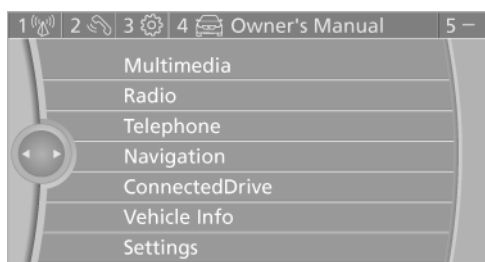 1 2 3 4 Owner's Manual 5
Multimedia
Radio
Telephone
Navigation
ConnectedDrive
Vehicle Info
Settings